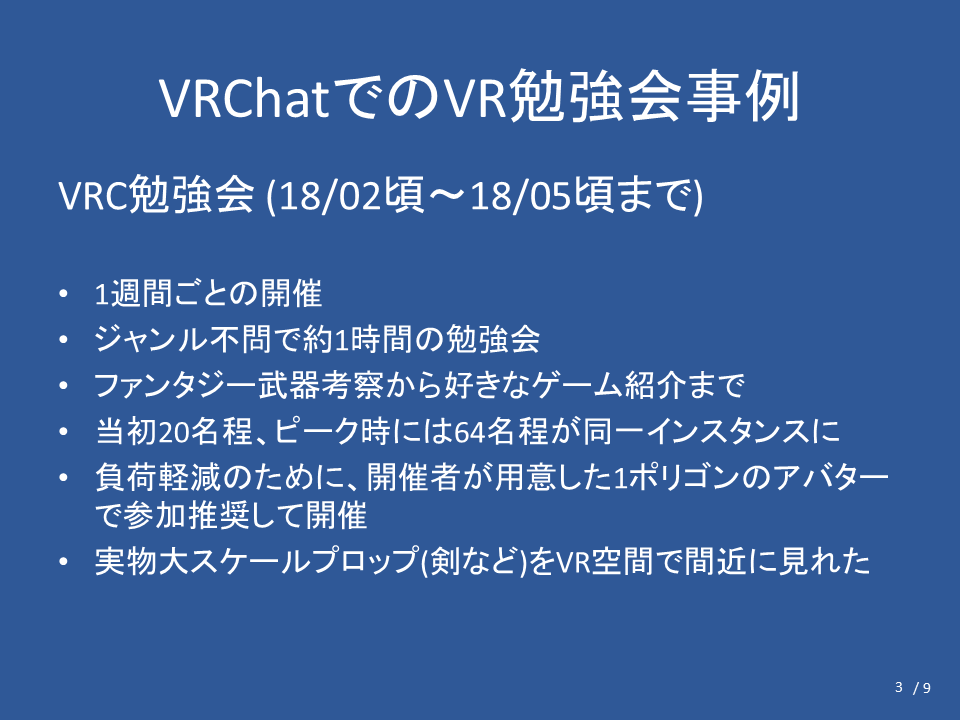 VRChatでのVR勉強会事例
VRC勉強会 (18/02頃～18/05頃まで)
• 1週間ごとの開催
• ジャンル不問で約1時間の勉強会
• ファンタジー武器考察から好きなゲーム紹介まで
• 当初20名程、ピーク時には64名程が同一インスタンスに
• 負荷軽減のために、開催者が用意した1ポリゴンのアバター
で参加推奨して開催
• 実物大スケールプロップ(剣など)をVR空間で間近に見れた
3 / 9